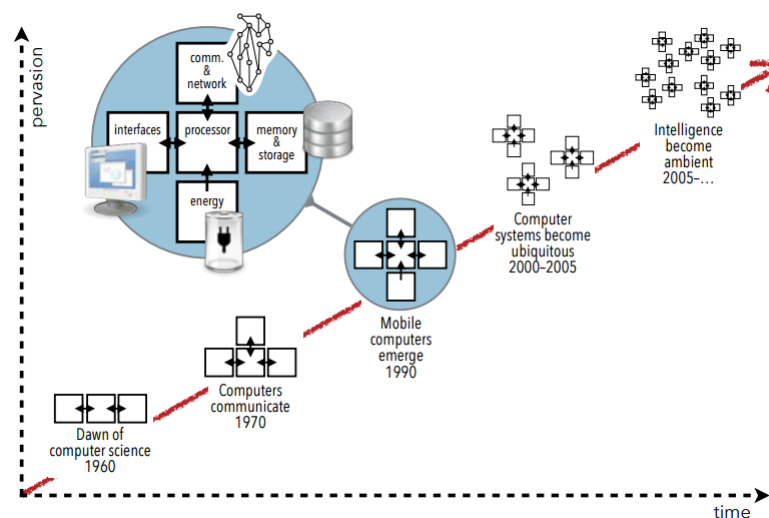 pervasion
comm.
&
network
interfaces
processor
memory
&
storage
energy
Intelligence
become
ambient
2005–...
Computer
systems become
ubiquitous
2000–2005
Mobile
computers
emerge
1990
Computers
communicate
1970
Dawn of
computer science
1960
time